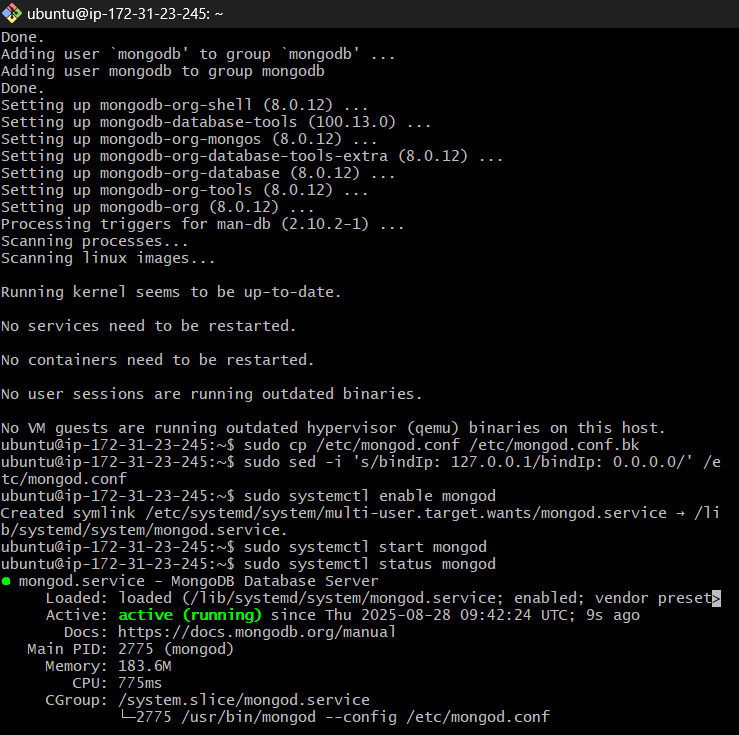 ubuntu@ip-172-31-23-245: ~
Done.
Adding user `mongodb' to group `mongodb' ...
Adding user mongodb to group mongodb
Done.
Setting up mongodb-org-shell (8.0.12) ...
Setting up mongodb-database-tools (100.13.0) ...
Setting up mongodb-org-mongos (8.0.12) ...
Setting up mongodb-org-database-tools-extra (8.0.12) ...
Setting up mongodb-org-database (8.0.12) ...
Setting up mongodb-org-tools (8.0.12) ...
Setting up mongodb-org (8.0.12) ...
Processing triggers for man-db (2.10.2-1) ...
Scanning processes...
Scanning linux images...
Running kernel seems to be up-to-date.
No services need to be restarted.
No containers need to be restarted.
No user sessions are running outdated binaries.
No VM guests are running outdated hypervisor (qemu) binaries on this host.
ubuntu@ip-172-31-23-245:~$ sudo cp /etc/mongod.conf /etc/mongod.conf.bk
ubuntu@ip-172-31-23-245:~$ sudo sed -i 's/bindIp: 127.0.0.1/bindIp: 0.0.0.0/' /e
tc/mongod.conf
ubuntu@ip-172-31-23-245:~$ sudo systemctl enable mongod
Created symlink /etc/systemd/system/multi-user.target.wants/mongod.service → /li
b/systemd/system/mongod.service.
ubuntu@ip-172-31-23-245:~$ sudo systemctl start mongod
ubuntu@ip-172-31-23-245:~$ sudo systemctl status mongod
● mongod.service - MongoDB Database Server
Loaded: loaded (/lib/systemd/system/mongod.service; enabled; vendor preset>
Active: active (running) since Thu 2025-08-28 09:42:24 UTC; 9s ago
Docs: https://docs.mongodb.org/manual
Main PID: 2775 (mongod)
Memory: 183.6M
CPU: 775ms
CGroup: /system.slice/mongod.service
└─2775 /usr/bin/mongod --config /etc/mongod.conf